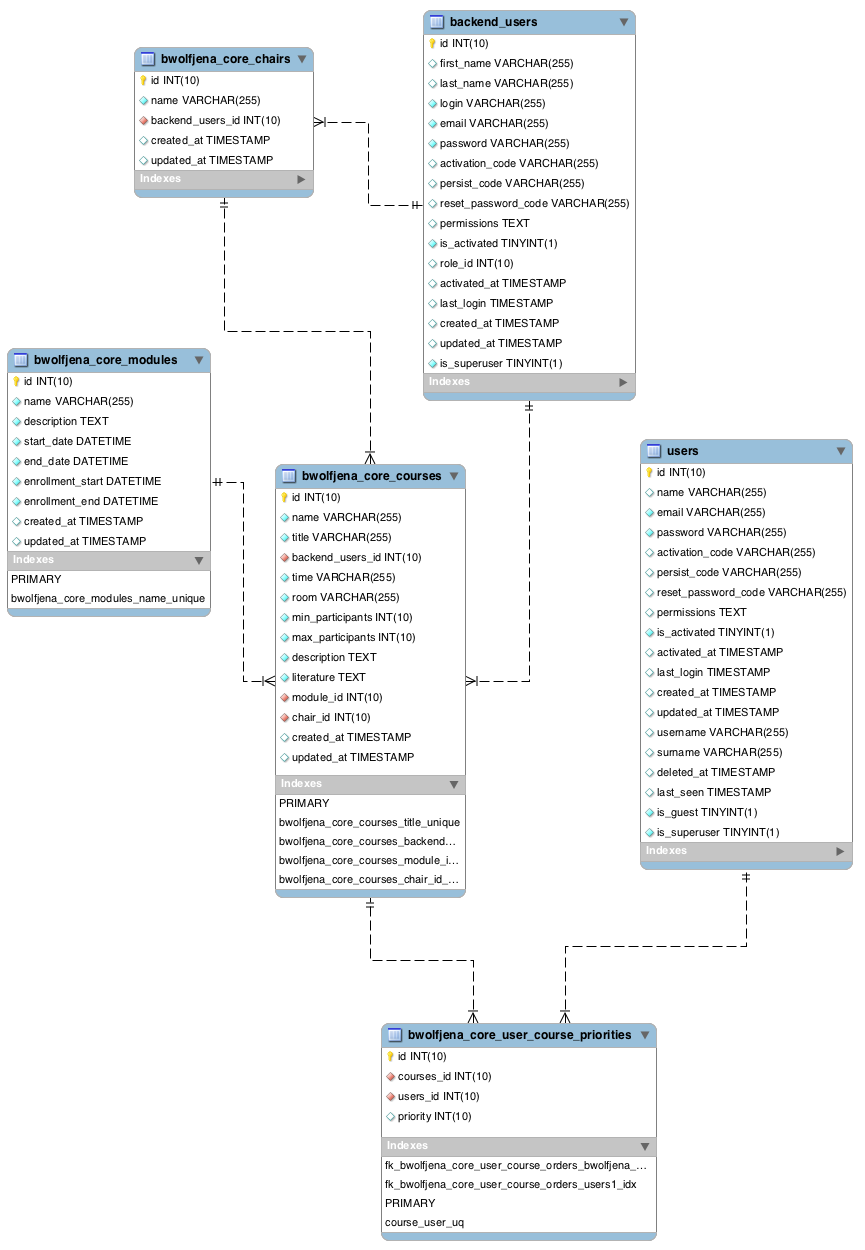 backend_users
id INT(10)
first_name VARCHAR(255)
last_name VARCHAR(255)
login VARCHAR(255)
email VARCHAR(255)
password VARCHAR(255)
activation_code VARCHAR(255)
persist_code VARCHAR(255)
reset_password_code VARCHAR(255)
permissions TEXT
is_activated TINYINT(1)
role_id INT(10)
activated_at TIMESTAMP
last_login TIMESTAMP
created_at TIMESTAMP
updated_at TIMESTAMP
is_superuser TINYINT(1)
Indexes
bwolfjena_core_chairs
id INT(10)
name VARCHAR(255)
backend_users_id INT(10)
created_at TIMESTAMP
updated_at TIMESTAMP
Indexes
bwolfjena_core_modules
id INT(10)
name VARCHAR(255)
description TEXT
start_date DATETIME
end_date DATETIME
enrollment_start DATETIME
enrollment_end DATETIME
created_at TIMESTAMP
updated_at TIMESTAMP
Indexes
PRIMARY
bwolfjena_core_modules_name_unique
bwolfjena_core_courses
id INT(10)
name VARCHAR(255)
title VARCHAR(255)
backend_users_id INT(10)
time VARCHAR(255)
room VARCHAR(255)
min_participants INT(10)
max_participants INT(10)
description TEXT
literature TEXT
module_id INT(10)
chair_id INT(10)
created_at TIMESTAMP
updated_at TIMESTAMP
Indexes
PRIMARY
bwolfjena_core_courses_title_unique
bwolfjena_core_courses_backend...
bwolfjena_core_courses_module_i...
bwolfjena_core_courses_chair_id_...
users
id INT(10)
name VARCHAR(255)
email VARCHAR(255)
password VARCHAR(255)
activation_code VARCHAR(255)
persist_code VARCHAR(255)
reset_password_code VARCHAR(255)
permissions TEXT
is_activated TINYINT(1)
activated_at TIMESTAMP
last_login TIMESTAMP
created_at TIMESTAMP
updated_at TIMESTAMP
username VARCHAR(255)
surname VARCHAR(255)
deleted_at TIMESTAMP
last_seen TIMESTAMP
is_guest TINYINT(1)
is_superuser TINYINT(1)
Indexes
bwolfjena_core_user_course_priorities
id INT(10)
courses_id INT(10)
users_id INT(10)
priority INT(10)
Indexes
fk_bwolfjena_core_user_course_orders_bwolfjena_...
fk_bwolfjena_core_user_course_orders_users1_idx
PRIMARY
course_user_uq